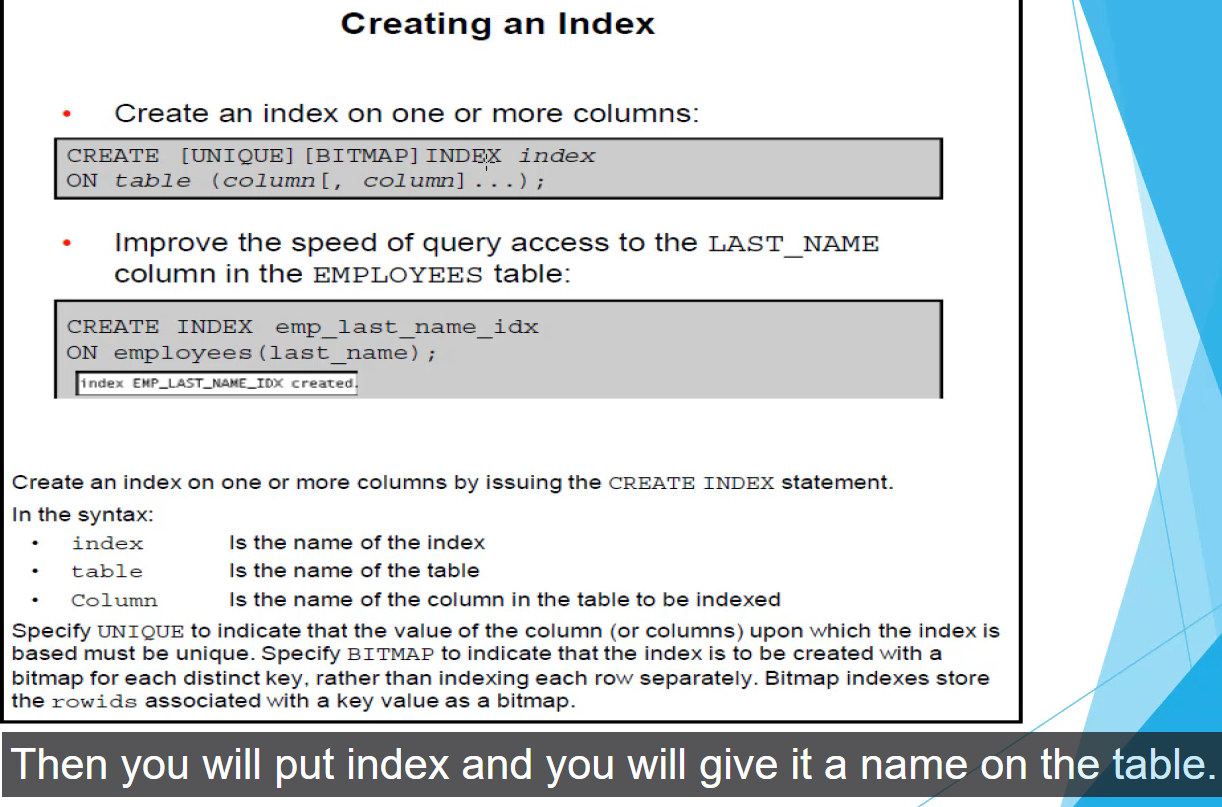 Creating an Index
• Create an index on one or more columns:
CREATE [UNIQUE][BITMAP]INDEX index
ON table (column[, column]...);
• Improve the speed of query access to the LAST_NAME
column in the EMPLOYEES table:
CREATE INDEX emp_last_name_idx
ON employees(last_name);
index EMP_LAST_NAME_IDX created.
Create an index on one or more columns by issuing the CREATE INDEX statement.
In the syntax:
• index Is the name of the index
• table Is the name of the table
• Column Is the name of the column in the table to be indexed
Specify UNIQUE to indicate that the value of the column (or columns) upon which the index is
based must be unique. Specify BITMAP to indicate that the index is to be created with a
bitmap for each distinct key, rather than indexing each row separately. Bitmap indexes store
the rowids associated with a key value as a bitmap.
Then you will put index and you will give it a name on the table.